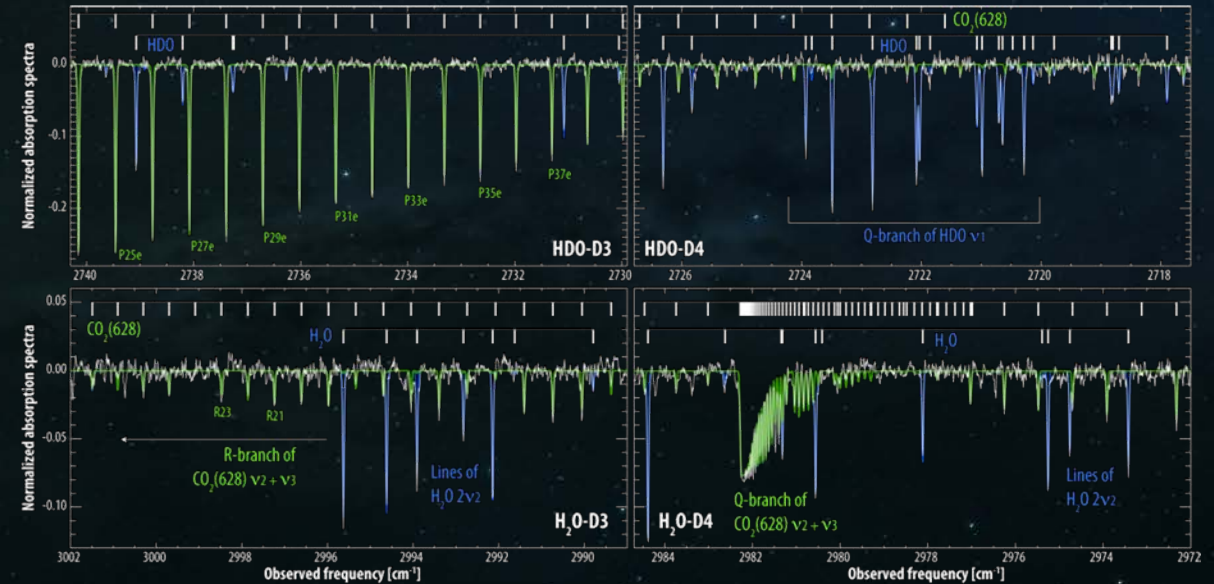 CO₂(628)
HDO
HDO
Normalized absorption spectra
0.0
-0.1
-0.2
P25e
P27e
P29e
P31e
P33e
P35e
P37e
HDO-D3
HDO-D4
Q-branch of HDO ν1
2740
2738
2736
2734
2732
2730
2726
2724
2722
2720
2718
Normalized absorption spectra
0.05
0.00
-0.05
-0.10
CO₂(628)
H₂O
H₂O
R23
R21
R-branch of
CO₂(628) ν2 + ν3
Lines of
H₂O 2ν2
H₂O-D3
H₂O-D4
Q-branch of
CO₂(628) ν2 + ν3
Lines of
H₂O 2ν2
3002
3000
2998
2996
2994
2992
2990
2984
2982
2980
2978
2976
2974
2972
Observed frequency [cm⁻¹]
Observed frequency [cm⁻¹]